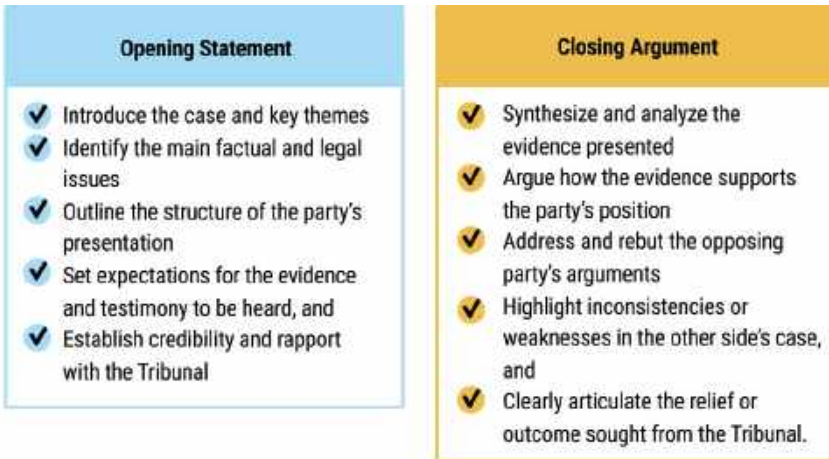 Opening Statement
Introduce the case and key themes
Identify the main factual and legal
issues
Outline the structure of the party's
presentation
Set expectations for the evidence
and testimony to be heard, and
Establish credibility and rapport
with the Tribunal
Closing Argument
Synthesize and analyze the
evidence presented
Argue how the evidence supports
the party's position
Address and rebut the opposing
party's arguments
Highlight inconsistencies or
weaknesses in the other side's case,
and
Clearly articulate the relief or
outcome sought from the Tribunal.